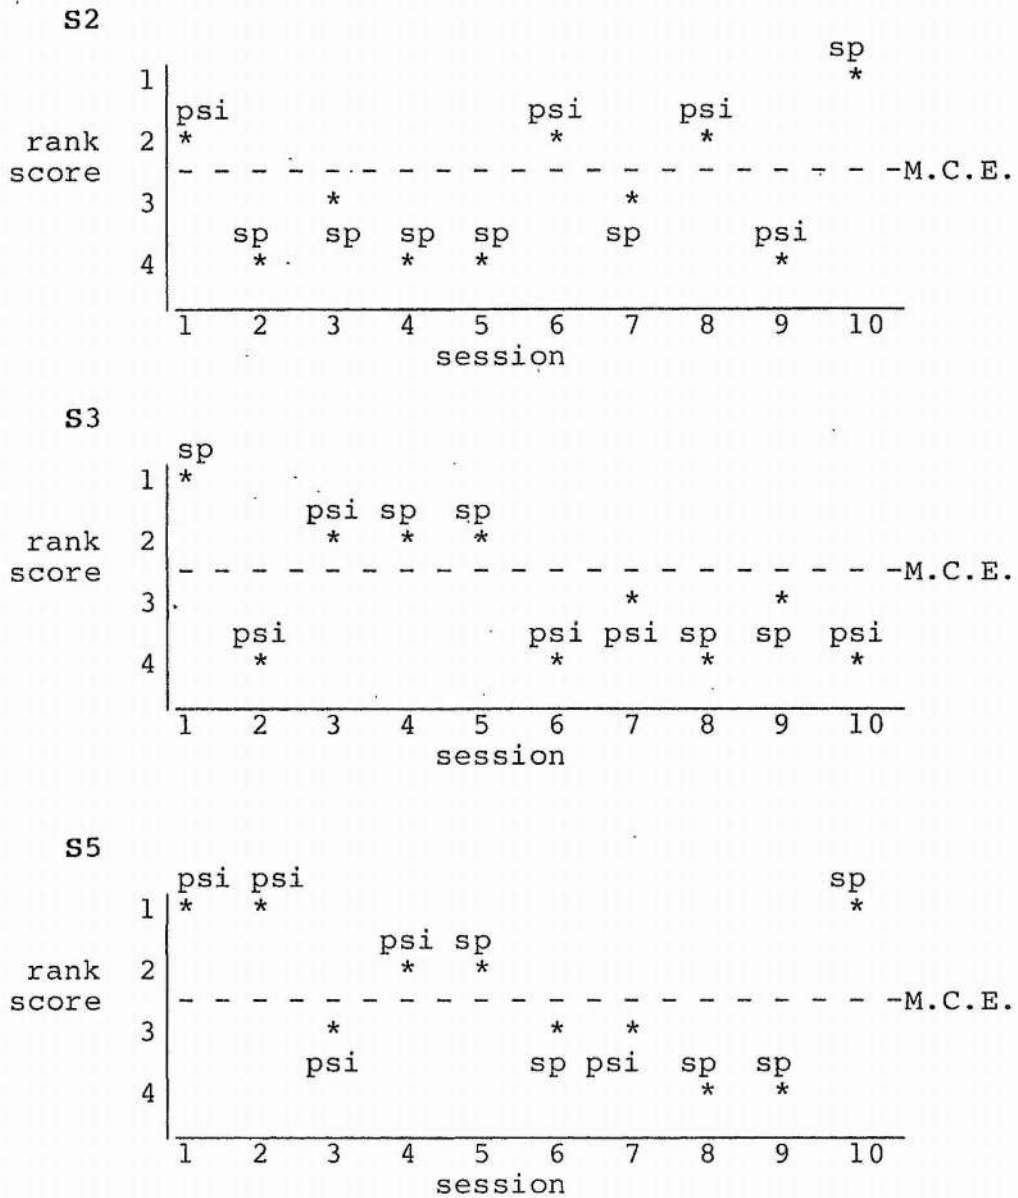 S2
sp
1 *
psi psi psi
rank 2 * * *
score - - - - - - - - - - - - - - - - - - - -M.C.E.
3 * *
sp sp sp sp sp psi
4 * * * *
1 2 3 4 5 6 7 8 9 10
session
S3
sp
1 *
psi sp sp
rank 2 * * *
score - - - - - - - - - - - - - - - - - - - -M.C.E.
3 * *
psi psi psi sp sp psi
4 * * * *
1 2 3 4 5 6 7 8 9 10
session
S5
psi psi sp
1 * * *
psi sp
rank 2 * *
score - - - - - - - - - - - - - - - - - - - -M.C.E.
3 * * *
psi sp psi sp sp
4 * *
1 2 3 4 5 6 7 8 9 10
session